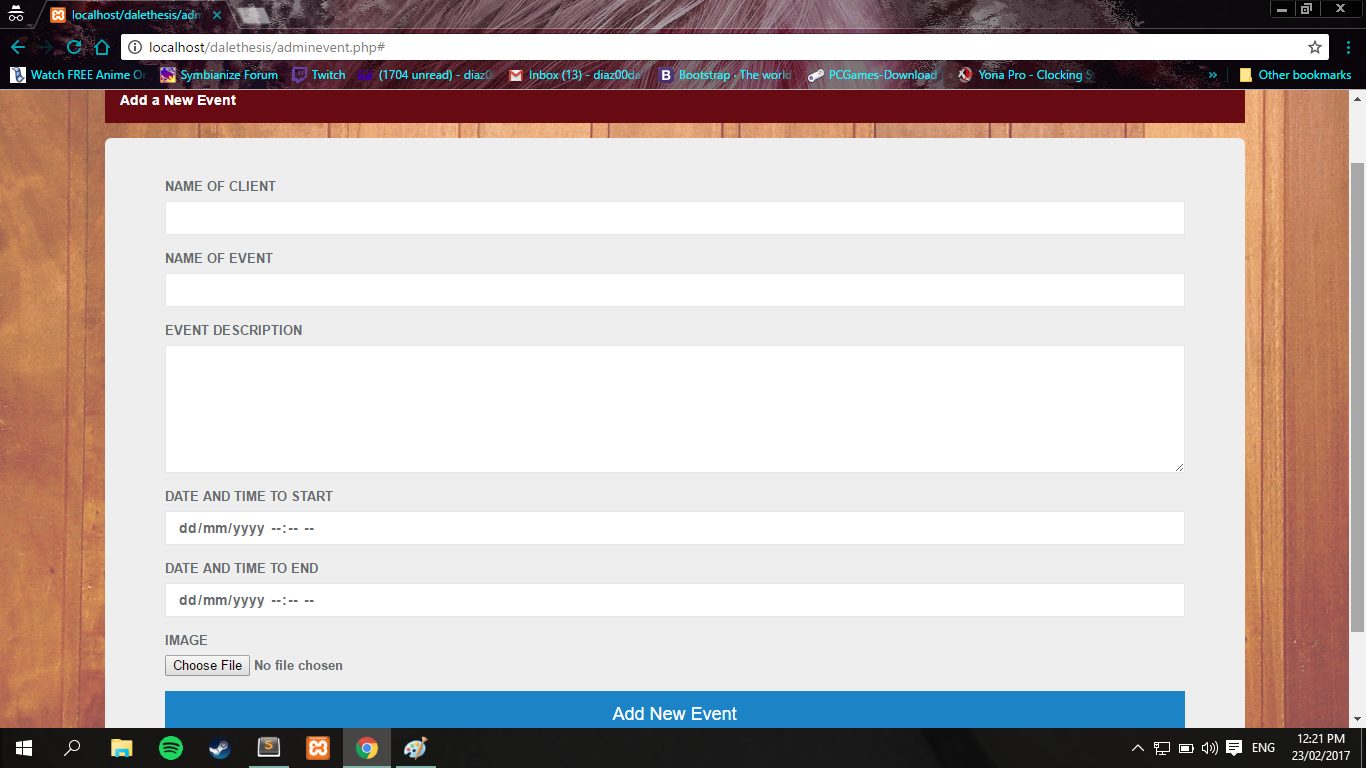 localhost/dalethesis/adm
localhost/dalethesis/adminevent.php#
Watch FREE Anime On Symbianize Forum Twitch (1704 unread) - diaz0 Inbox (13) - diaz00da B Bootstrap · The world PCGames-Download Yona Pro - Clocking S » Other bookmarks
Add a New Event
NAME OF CLIENT
NAME OF EVENT
EVENT DESCRIPTION
DATE AND TIME TO START
dd/mm/yyyy --:-- --
DATE AND TIME TO END
dd/mm/yyyy --:-- --
IMAGE
Choose File No file chosen
Add New Event
ENG 12:21 PM
23/02/2017